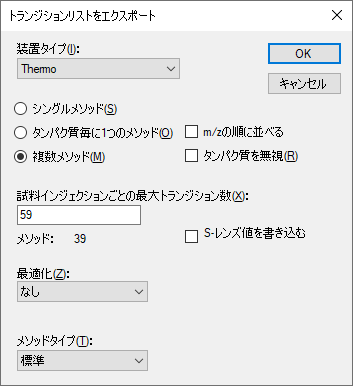 トランジションリストをエクスポート
装置タイプ(I):
Thermo
OK
キャンセル
シングルメソッド(S)
タンパク質毎に1つのメソッド(O)
m/zの順に並べる
複数メソッド(M)
タンパク質を無視(R)
試料インジェクションごとの最大トランジション数(X):
59
メソッド: 39
S-レンズ値を書き込む
最適化(Z):
なし
メソッドタイプ(T):
標準